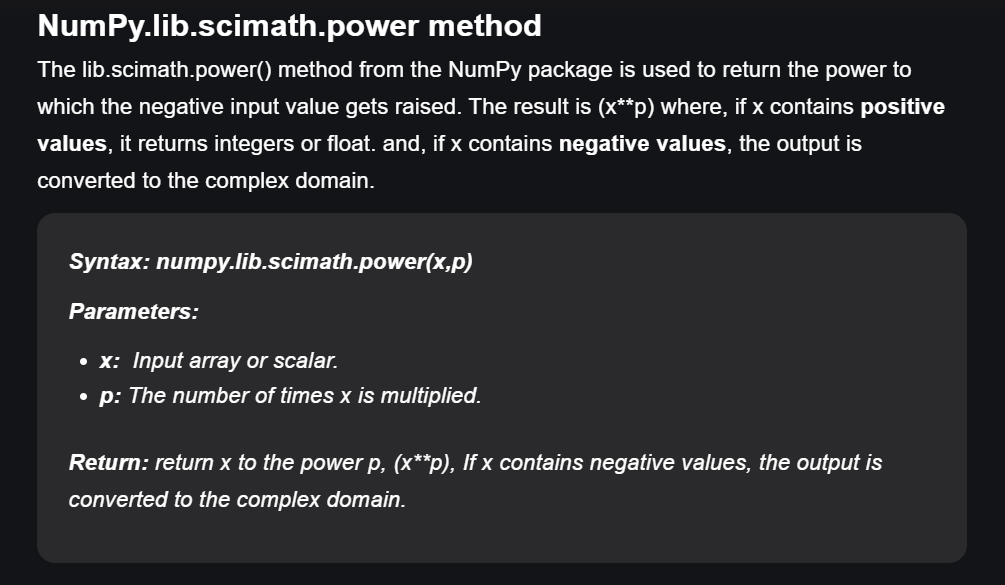 NumPy.lib.scimath.power method
The lib.scimath.power() method from the NumPy package is used to return the power to
which the negative input value gets raised. The result is (x**p) where, if x contains positive
values, it returns integers or float. and, if x contains negative values, the output is
converted to the complex domain.
Syntax: numpy.lib.scimath.power(x,p)
Parameters:
• x: Input array or scalar.
• p: The number of times x is multiplied.
Return: return x to the power p, (x**p), If x contains negative values, the output is
converted to the complex domain.